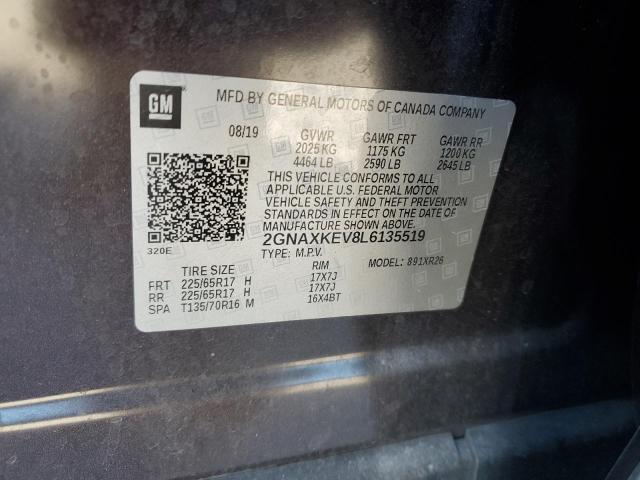 GM
MFD BY GENERAL MOTORS OF CANADA COMPANY
08/19 GVWR GAWR FRT GAWR RR
2025 KG 1175 KG 1200 KG
4464 LB 2590 LB 2645 LB
THIS VEHICLE CONFORMS TO ALL
APPLICABLE U.S. FEDERAL MOTOR
VEHICLE SAFETY AND THEFT PREVENTION
STANDARDS IN EFFECT ON THE DATE OF
MANUFACTURE SHOWN ABOVE.
2GNAXKEV8L6135519
320E
TYPE: M.P.V. MODEL: 891XR26
TIRE SIZE RIM
FRT 225/65R17 H 17X7J
RR 225/65R17 H 17X7J
SPA T135/70R16 M 16X4BT